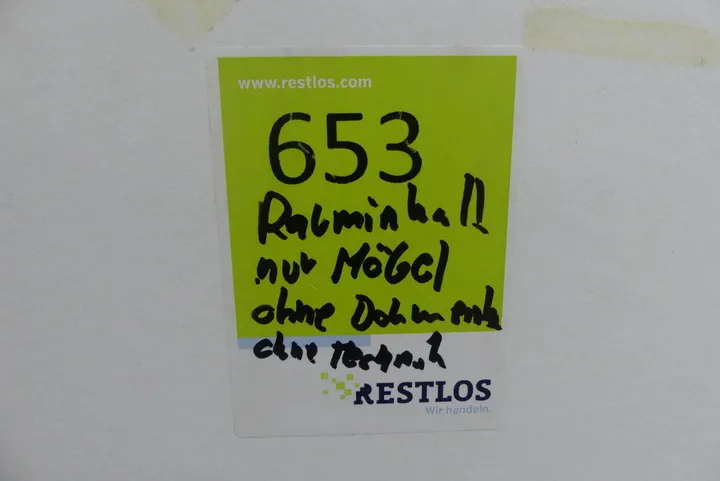 www.restlos.com
653
Rauminhalt
nur Möbel
ohne Dokumente
ohne Technik
RESTLOS
Wir handeln.